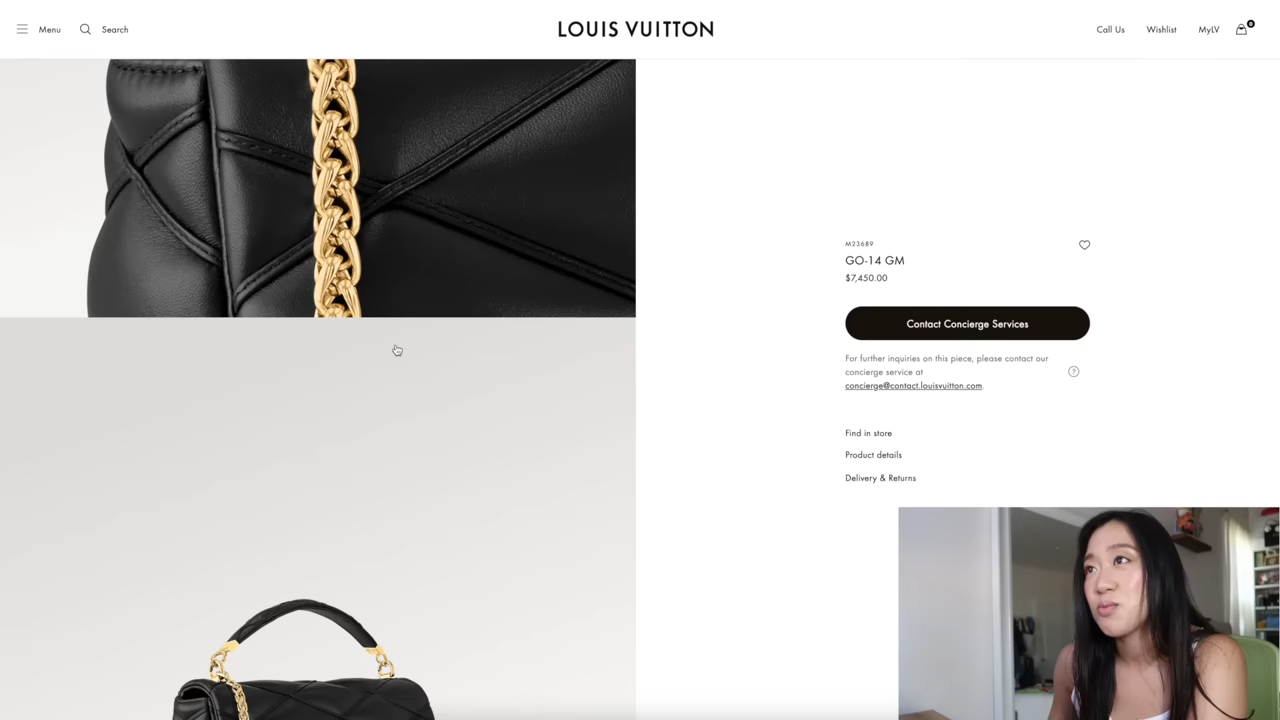 Menu
Search
LOUIS VUITTON
Call Us
Wishlist
MyLV
0
M23689
GO-14 GM
$7,450.00
Contact Concierge Services
For further inquiries on this piece, please contact our
concierge service at
?
concierge@contact.louisvuitton.com.
Find in store
Product details
Delivery & Returns